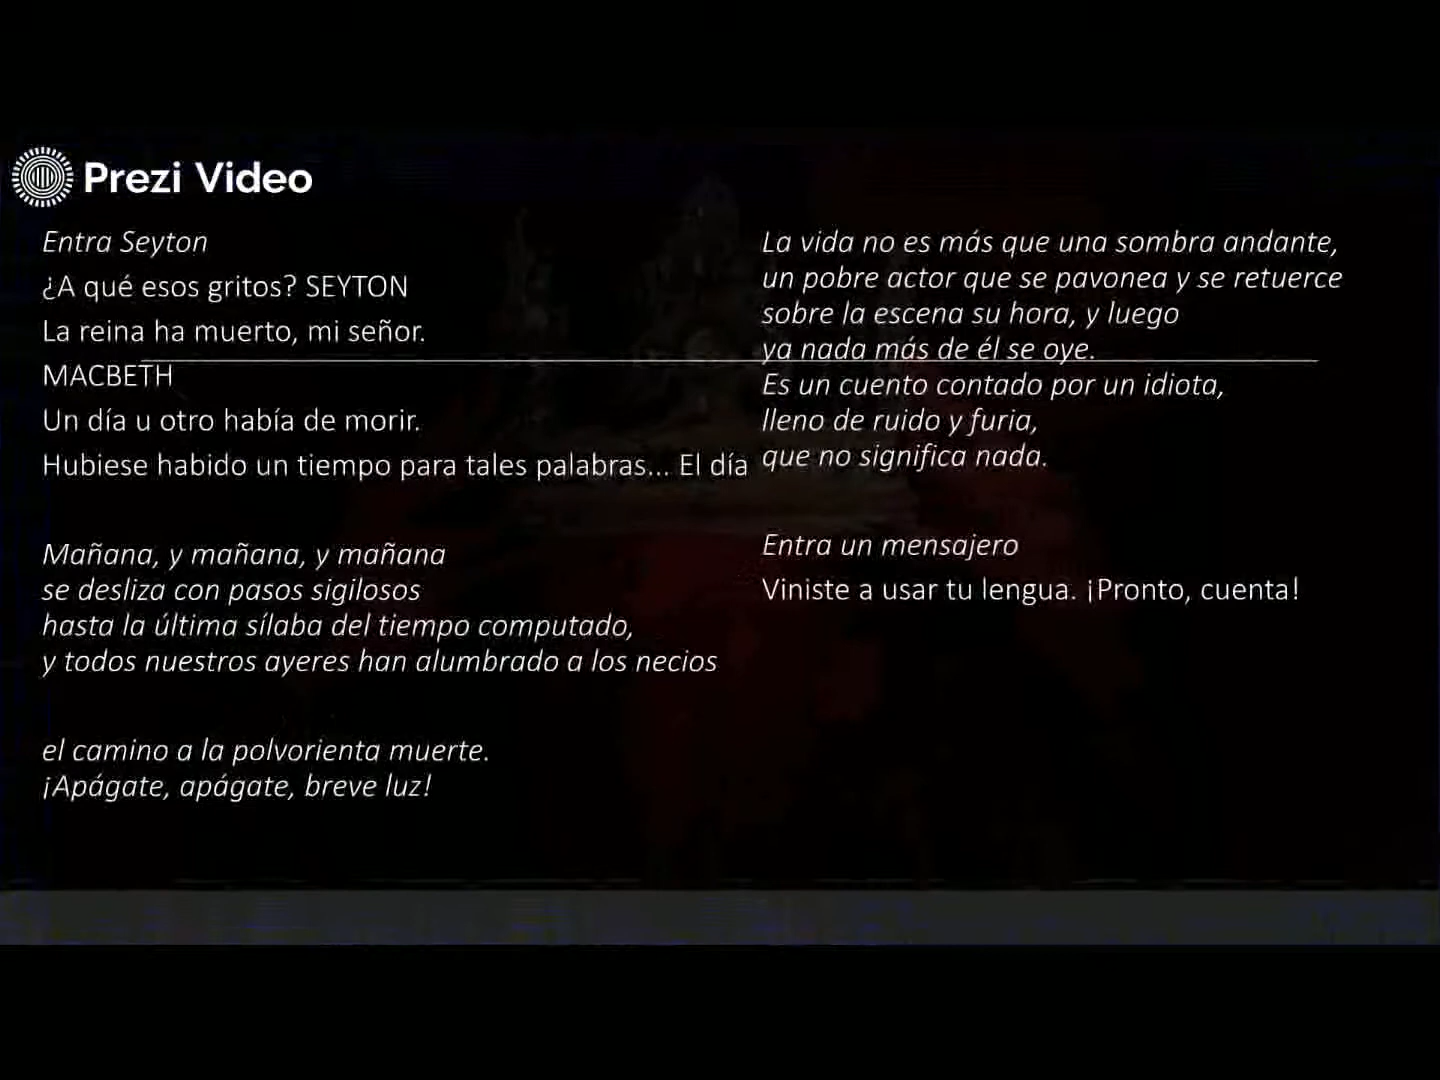 Prezi Video
Entra Seyton
¿A qué esos gritos? SEYTON
La reina ha muerto, mi señor.
MACBETH
Un día u otro había de morir.
Hubiese habido un tiempo para tales palabras... El día
Mañana, y mañana, y mañana
se desliza con pasos sigilosos
hasta la última sílaba del tiempo computado,
y todos nuestros ayeres han alumbrado a los necios
el camino a la polvorienta muerte.
¡Apágate, apágate, breve luz!
La vida no es más que una sombra andante,
un pobre actor que se pavonea y se retuerce
sobre la escena su hora, y luego
ya nada más de él se oye.
Es un cuento contado por un idiota,
lleno de ruido y furia,
que no significa nada.
Entra un mensajero
Viniste a usar tu lengua. ¡Pronto, cuenta!